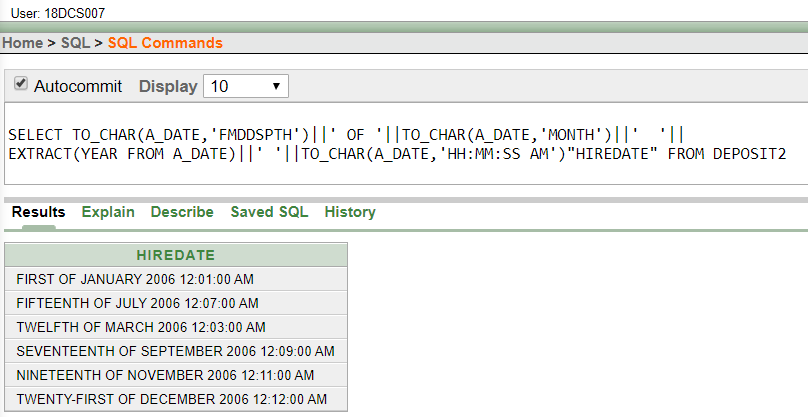 User: 18DCS007
Home > SQL > SQL Commands
Autocommit Display 10
SELECT TO_CHAR(A_DATE,'FMDDSPTH')||' OF '||TO_CHAR(A_DATE,'MONTH')||'  '||
EXTRACT(YEAR FROM A_DATE)||' '||TO_CHAR(A_DATE,'HH:MM:SS AM')"HIREDATE" FROM DEPOSIT2
Results Explain Describe Saved SQL History
HIREDATE
FIRST OF JANUARY 2006 12:01:00 AM
FIFTEENTH OF JULY 2006 12:07:00 AM
TWELFTH OF MARCH 2006 12:03:00 AM
SEVENTEENTH OF SEPTEMBER 2006 12:09:00 AM
NINETEENTH OF NOVEMBER 2006 12:11:00 AM
TWENTY-FIRST OF DECEMBER 2006 12:12:00 AM